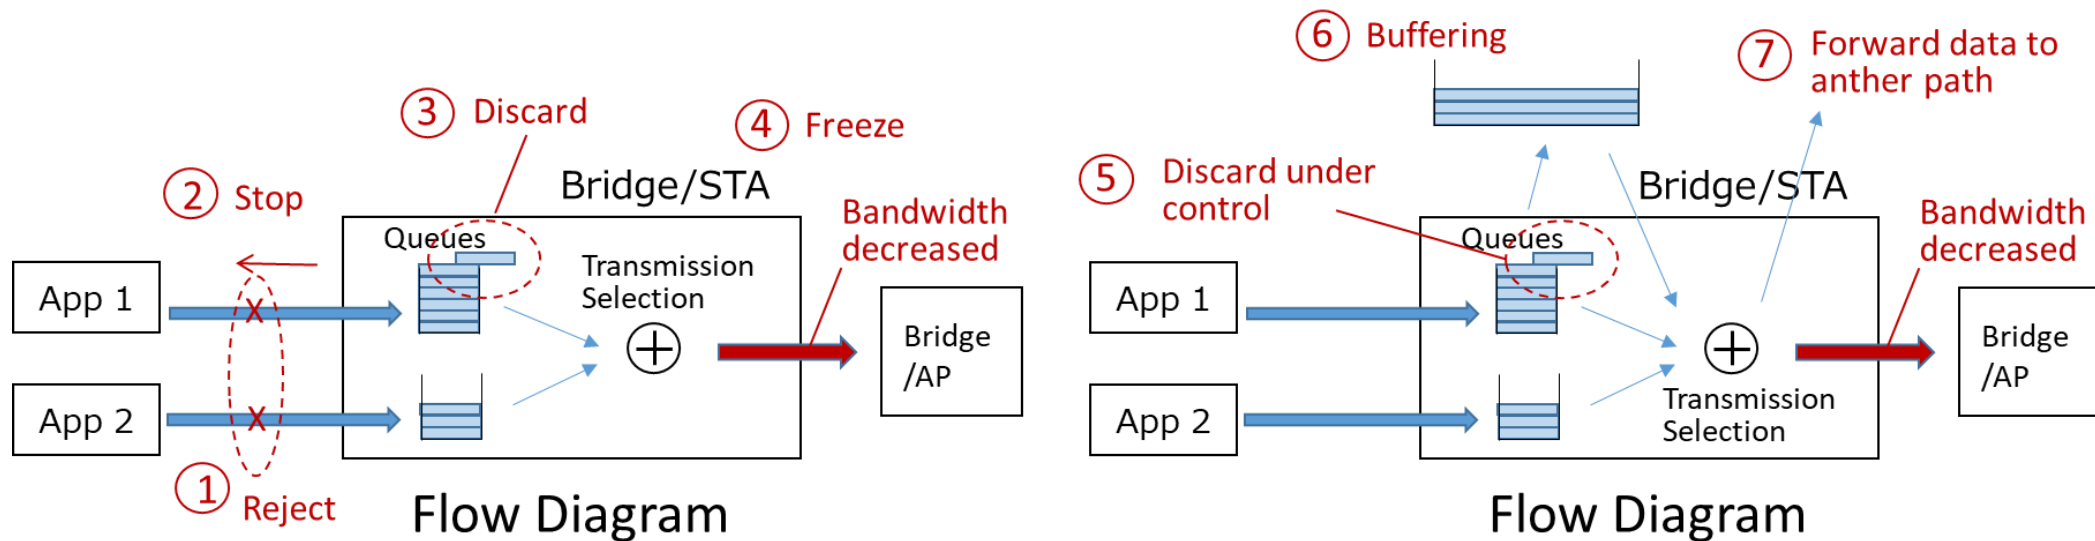 ③ Discard
④ Freeze
② Stop
Bridge/STA
Queues
Transmission
Selection
Bandwidth
decreased
App 1
X
App 2
X
Bridge
/AP
① Reject
Flow Diagram
⑥ Buffering
⑦ Forward data to
anther path
⑤ Discard under
control
Bridge/STA
Queues
Bandwidth
decreased
App 1
App 2
Transmission
Selection
Bridge
/AP
Flow Diagram